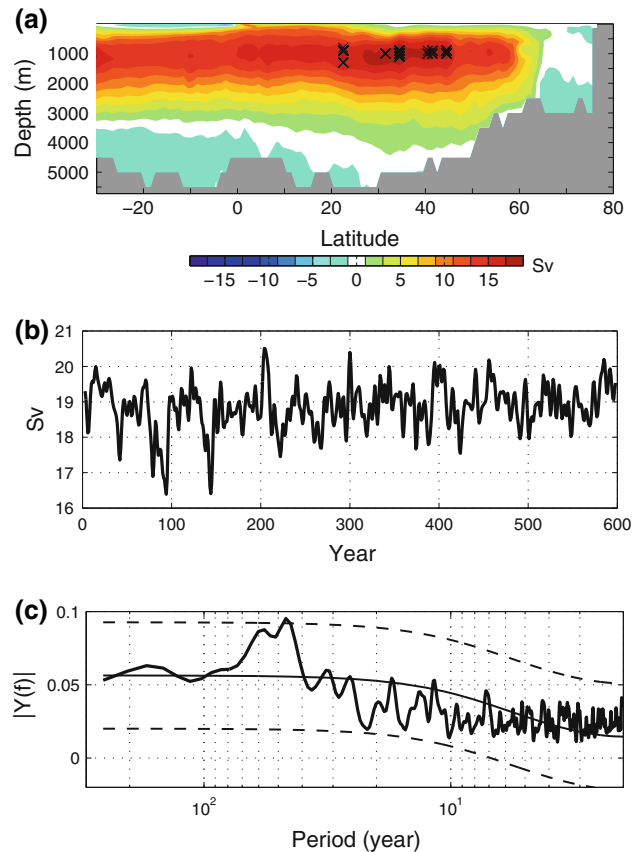 (a)
1000
2000
3000
4000
5000
Depth (m)
−20 0 20 40 60 80
Latitude
−15 −10 −5 0 5 10 15 Sv
(b)
21
20
19
18
17
16
Sv
0 100 200 300 400 500 600
Year
(c)
0.1
0.05
0
|Y(f)|
10² 10¹
Period (year)